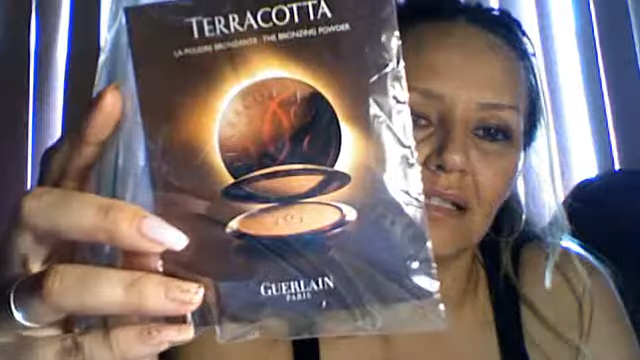 TERRACOTTA
LA POUDRE BRONZANTE · THE BRONZING POWDER
GUERLAIN
PARIS